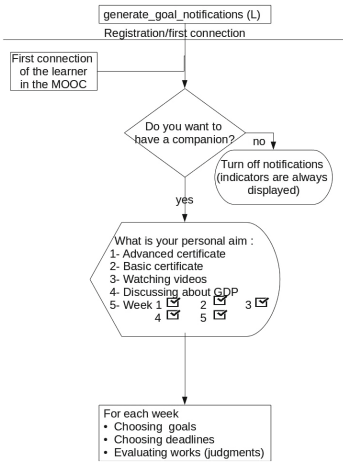 generate_goal_notifications (L)
Registration/first connection
First connection
of the learner
in the MOOC
Do you want to
have a companion?
no
Turn off notifications
(indicators are always
displayed)
yes
What is your personal aim :
1- Advanced certificate
2- Basic certificate
3- Watching videos
4- Discussing about GDP
5- Week 1 2 3
4 5
For each week
• Choosing goals
• Choosing deadlines
• Evaluating works (judgments)